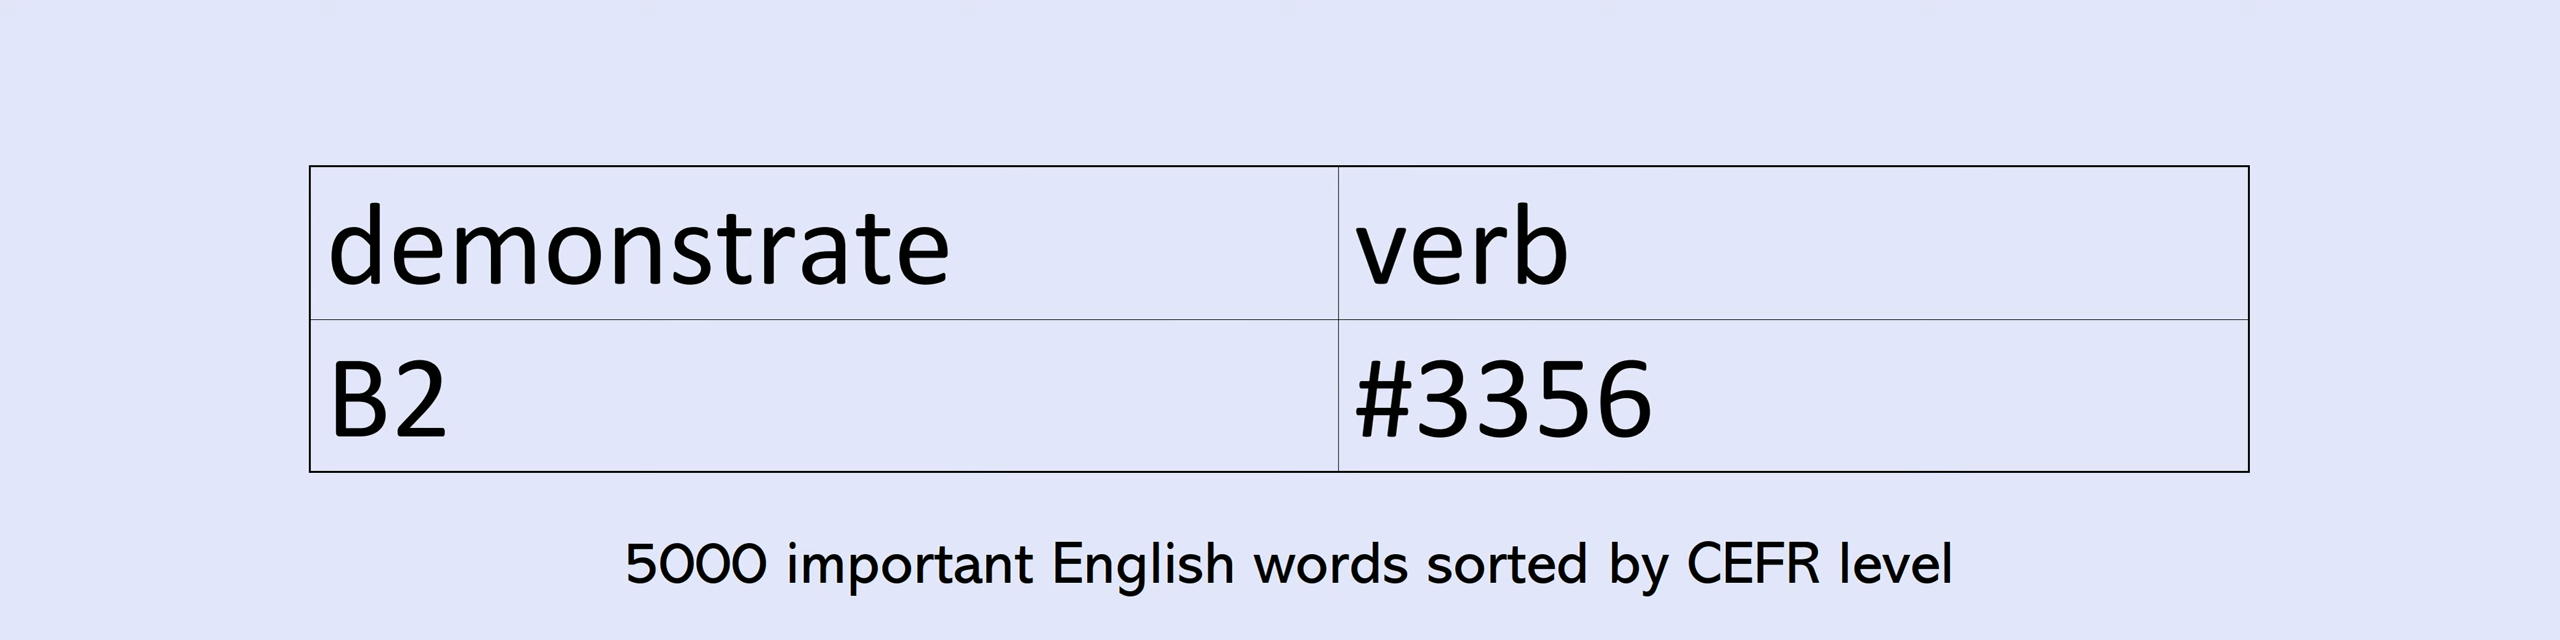 demonstrate verb
B2 #3356
5000 important English words sorted by CEFR level